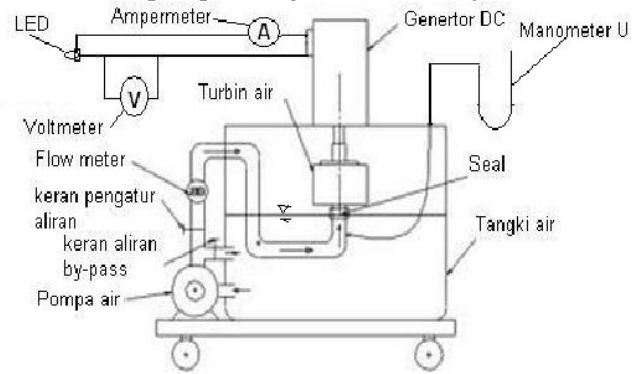 Ampermeter
LED
A
Genertor DC
Manometer U
V
Turbin air
Voltmeter
Flow meter
Seal
keran pengatur
aliran
keran aliran
by-pass
Tangki air
Pompa air